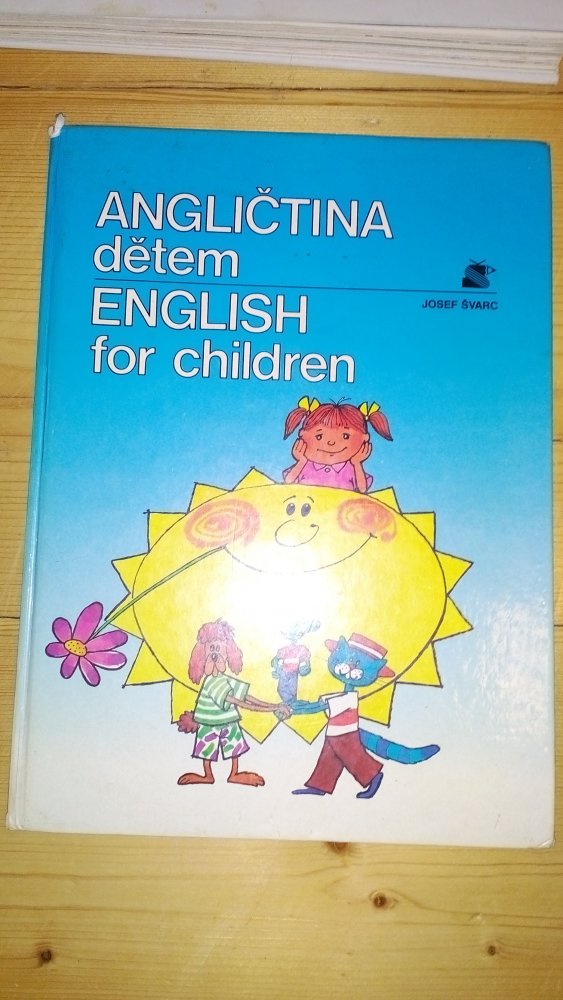 ANGLIČTINA
dětem
ENGLISH
for children
JOSEF ŠVARC